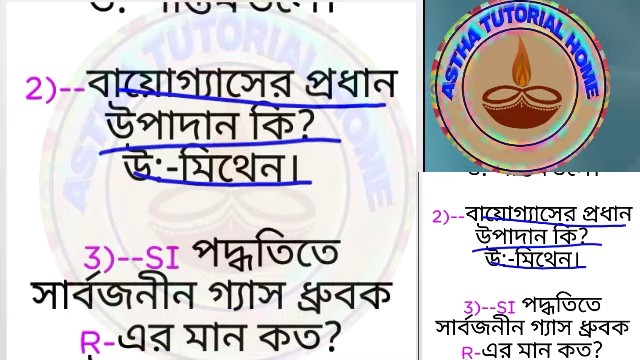 2)--বায়োগ্যাসের প্রধান
উপাদান কি?
উ:-মিথেন।
3)--SI পদ্ধতিতে
সার্বজনীন গ্যাস ধ্রুবক
R-এর মান কত?
ASTHA TUTORIAL HOME
2)--বায়োগ্যাসের প্রধান
উপাদান কি?
উ:-মিথেন।
3)--SI পদ্ধতিতে
সার্বজনীন গ্যাস ধ্রুবক
R-এর মান কত?